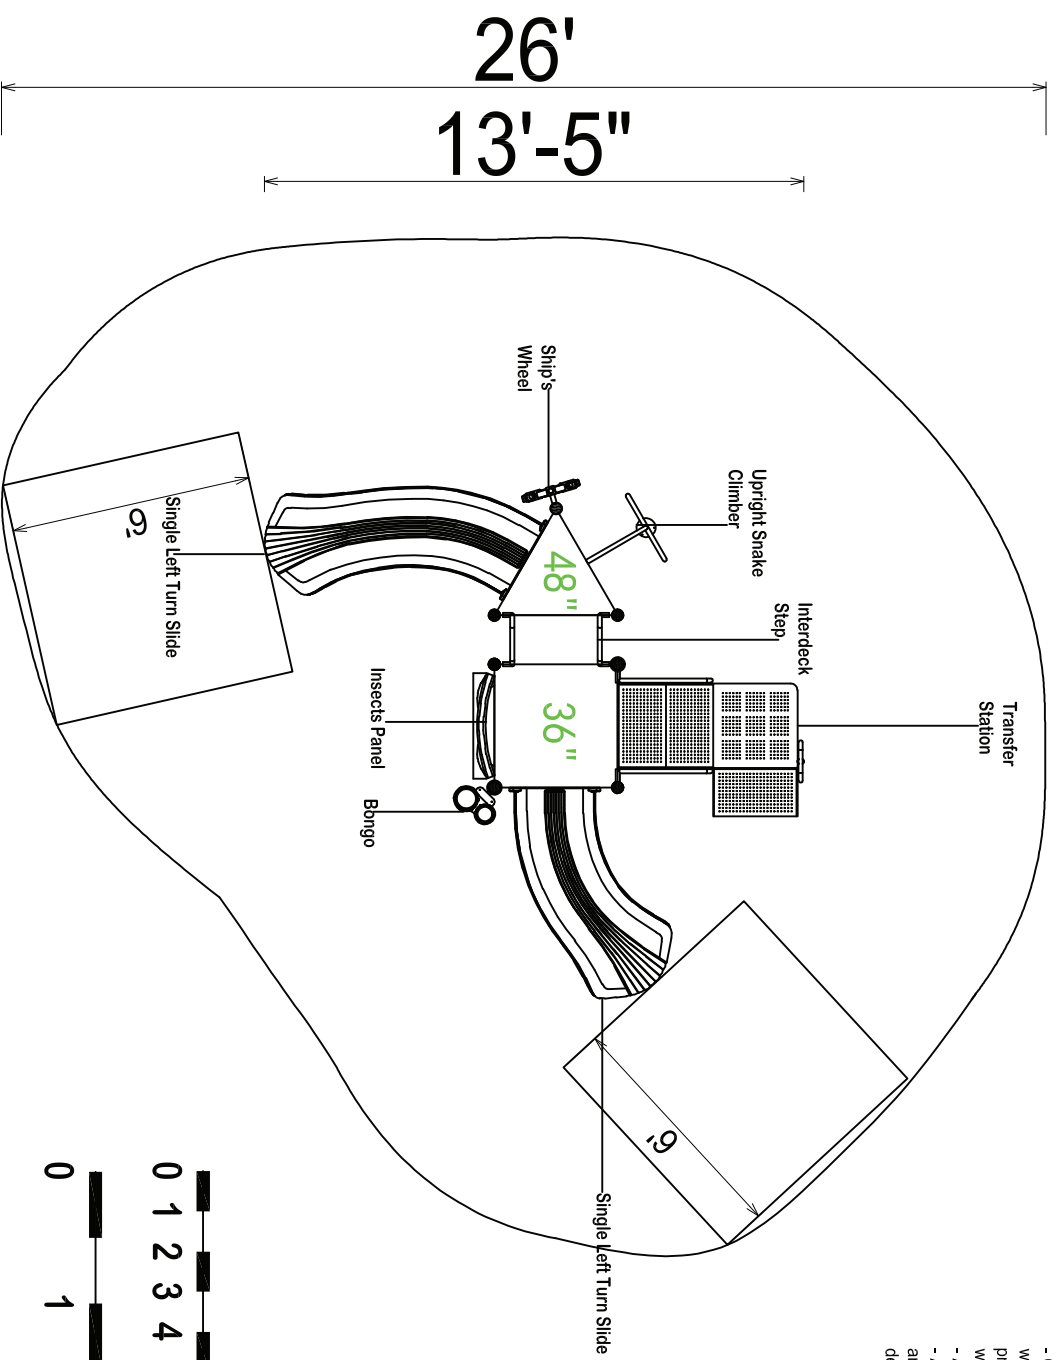 26'
13'-5"
Ship's
Wheel
Upright Snake
Climber
Interdeck
Step
Transfer
Station
48"
36"
6'
Single Left Turn Slide
Insects Panel
Bongo
6'
Single Left Turn Slide
0 1 2 3 4
0 1